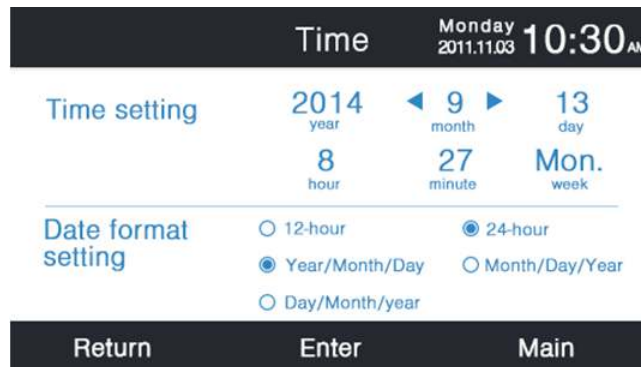 Time
Monday
2011.11.03 10:30 AM
Time setting
2014 9 13
year month day
8 27 Mon.
hour minute week
Date format
setting
12-hour 24-hour
Year/Month/Day Month/Day/Year
Day/Month/year
Return Enter Main